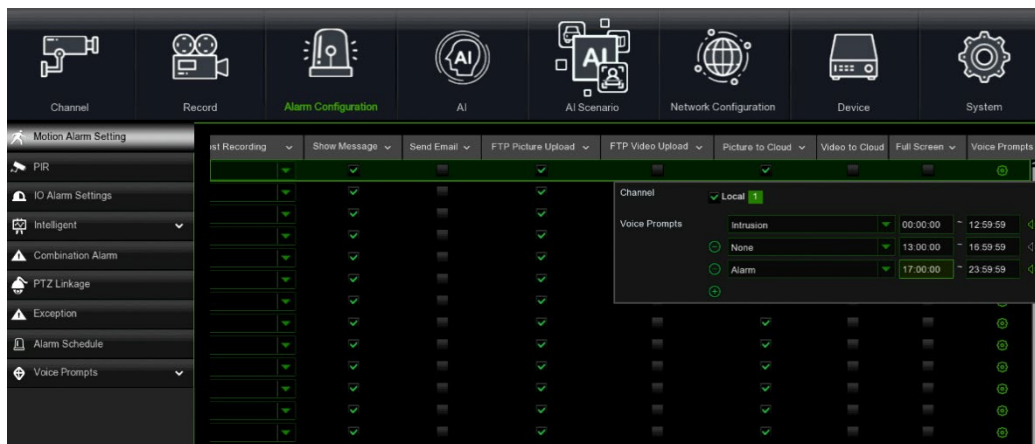 Channel Record Alarm Configuration AI AI Scenario Network Configuration Device System
Motion Alarm Setting
PIR
IO Alarm Settings
Intelligent
Combination Alarm
PTZ Linkage
Exception
Alarm Schedule
Voice Prompts
st Recording Show Message Send Email FTP Picture Upload FTP Video Upload Picture to Cloud Video to Cloud Full Screen Voice Prompts
Channel Local 1
Voice Prompts Intrusion 00:00:00 ~ 12:59:59
None 13:00:00 ~ 16:59:59
Alarm 17:00:00 ~ 23:59:59